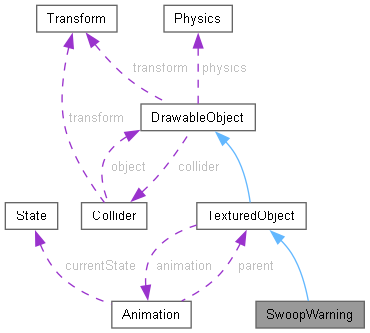 Transform
Physics
transform
physics
transform
DrawableObject
object
collider
State
Collider
TexturedObject
currentState
animation
parent
Animation
SwoopWarning